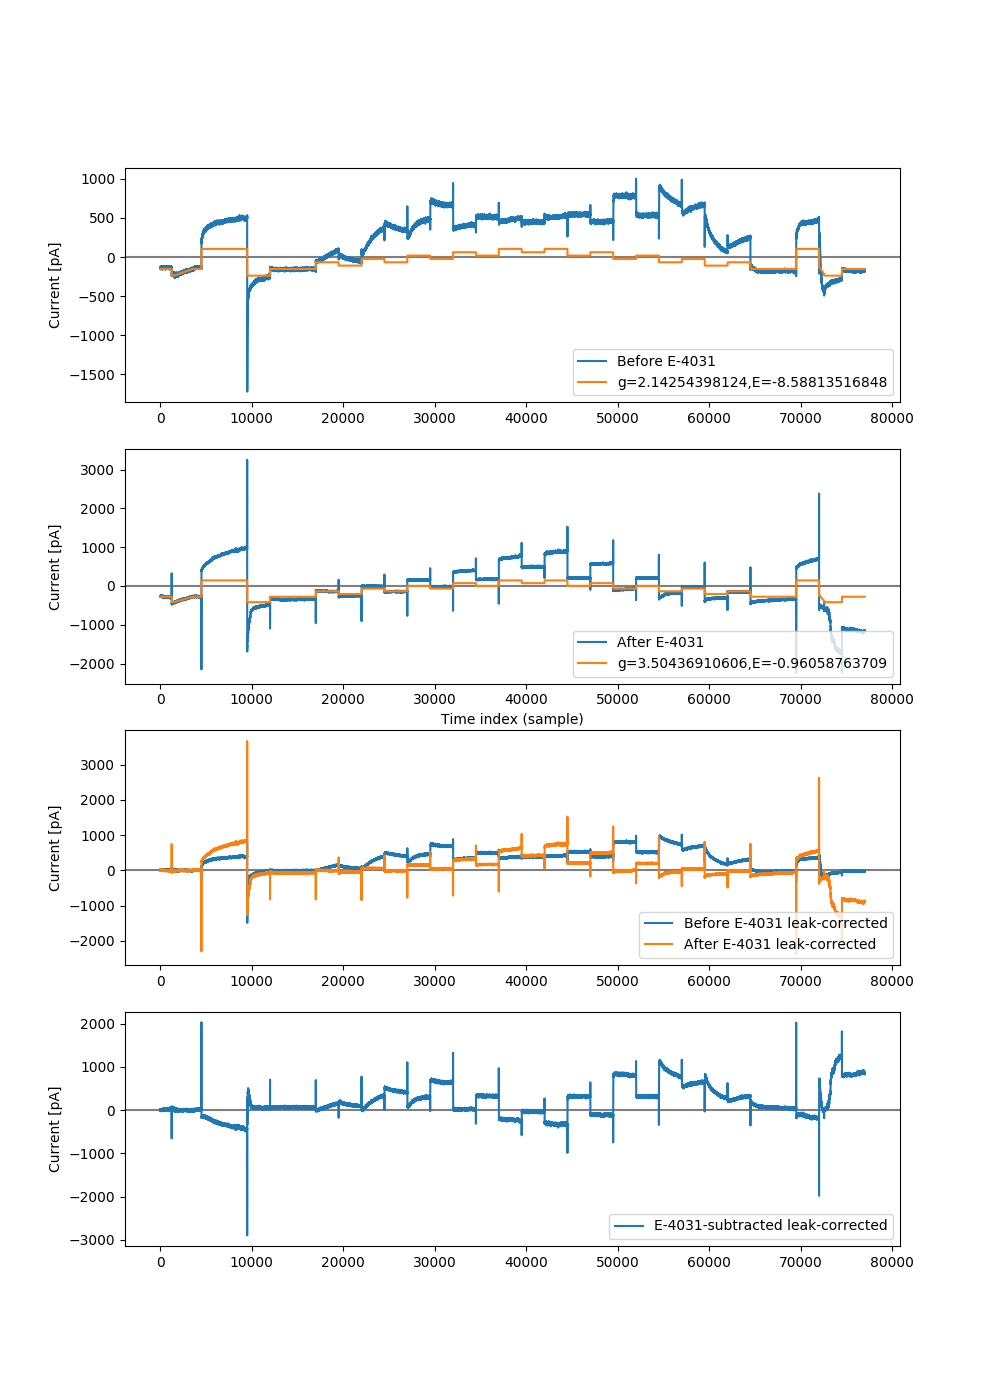 1000
500
0
−500
−1000
−1500
Current [pA]
Before E-4031
g=2.14254398124,E=-8.58813516848
0 10000 20000 30000 40000 50000 60000 70000 80000
3000
2000
1000
0
−1000
−2000
Current [pA]
After E-4031
g=3.50436910606,E=-0.96058763709
0 10000 20000 30000 40000 50000 60000 70000 80000
Time index (sample)
3000
2000
1000
0
−1000
−2000
Current [pA]
Before E-4031 leak-corrected
After E-4031 leak-corrected
0 10000 20000 30000 40000 50000 60000 70000 80000
2000
1000
0
−1000
−2000
−3000
Current [pA]
E-4031-subtracted leak-corrected
0 10000 20000 30000 40000 50000 60000 70000 80000